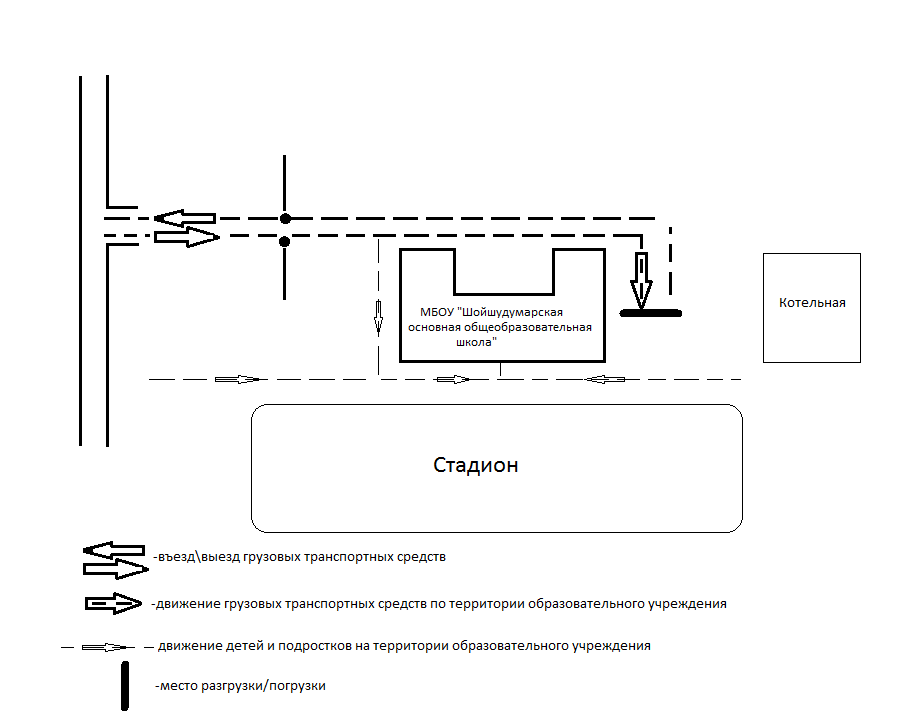 МБОУ "Шойшудумарская
основная общеобразовательная
школа"
Котельная
Стадион
-въезд\выезд грузовых транспортных средств
-движение грузовых транспортных средств по территории образовательного учреждения
движение детей и подростков на территории образовательного учреждения
-место разгрузки/погрузки